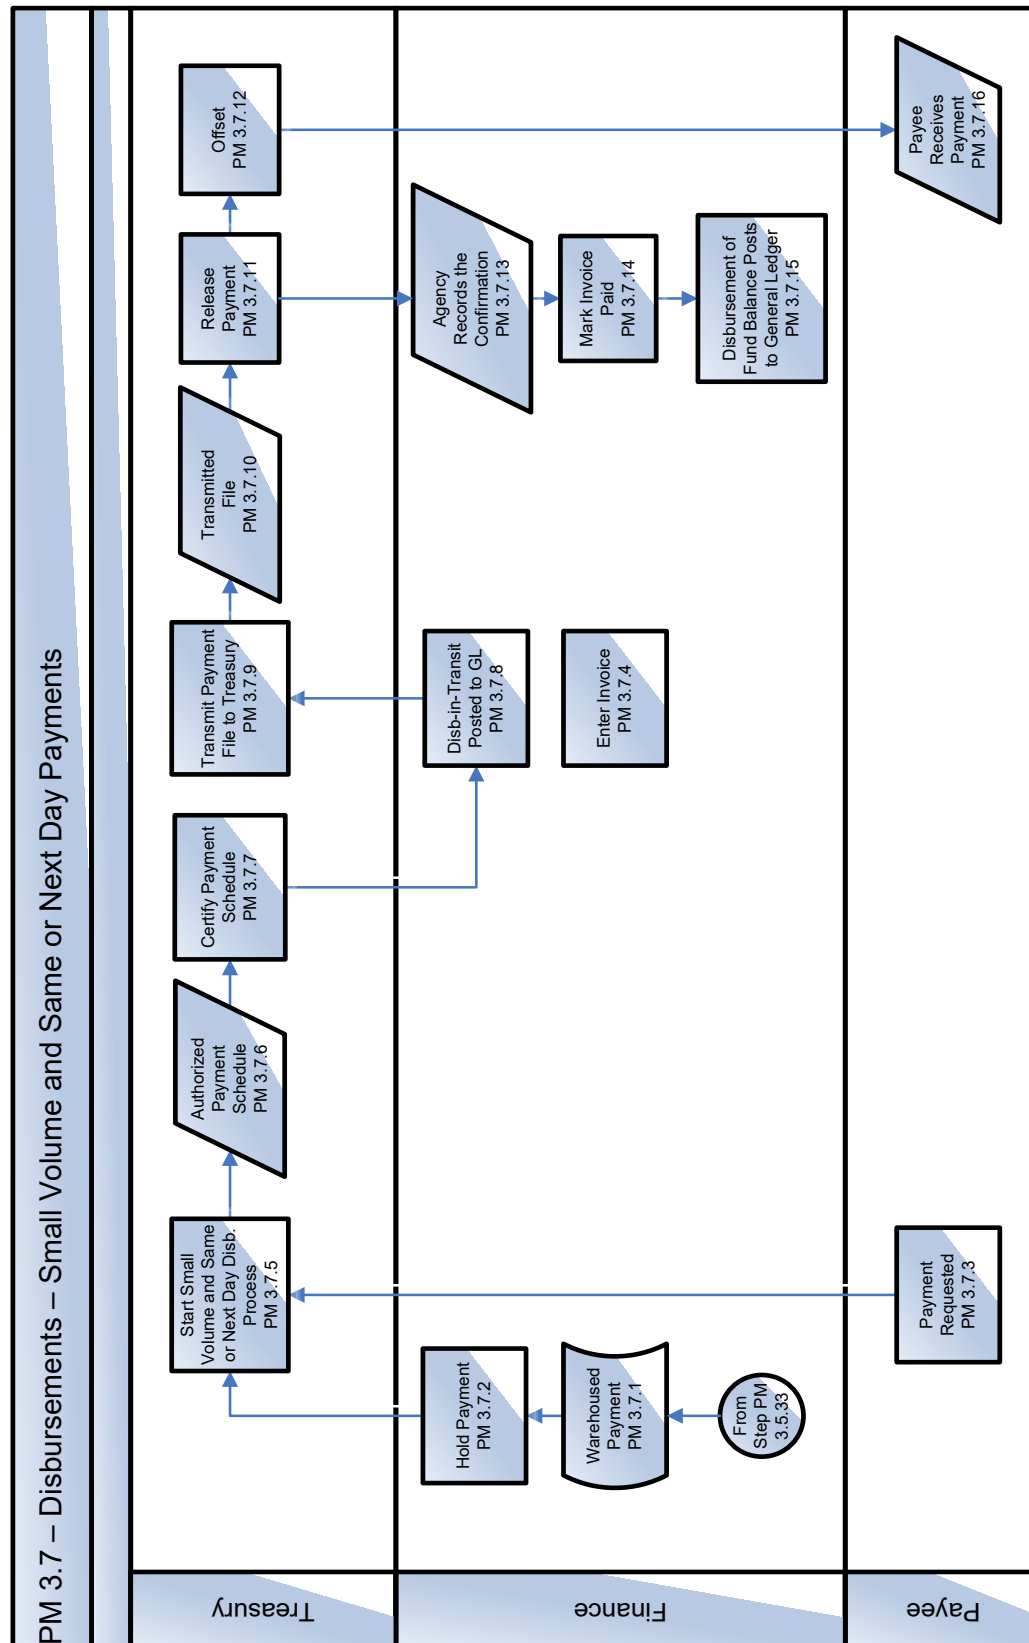 PM 3.7 – Disbursements – Small Volume and Same or Next Day Payments
Treasury
Start Small
Volume and Same
or Next Day Disb.
Process
PM 3.7.5
Authorized
Payment
Schedule
PM 3.7.6
Certify Payment
Schedule
PM 3.7.7
Transmit Payment
File to Treasury
PM 3.7.9
Transmitted
File
PM 3.7.10
Release
Payment
PM 3.7.11
Offset
PM 3.7.12
Finance
Hold Payment
PM 3.7.2
Warehoused
Payment
PM 3.7.1
From
Step PM
3.5.33
Disb-in-Transit
Posted to GL
PM 3.7.8
Enter Invoice
PM 3.7.4
Agency
Records the
Confirmation
PM 3.7.13
Mark Invoice
Paid
PM 3.7.14
Disbursement of
Fund Balance Posts
to General Ledger
PM 3.7.15
Payee
Payment
Requested
PM 3.7.3
Payee
Receives
Payment
PM 3.7.16